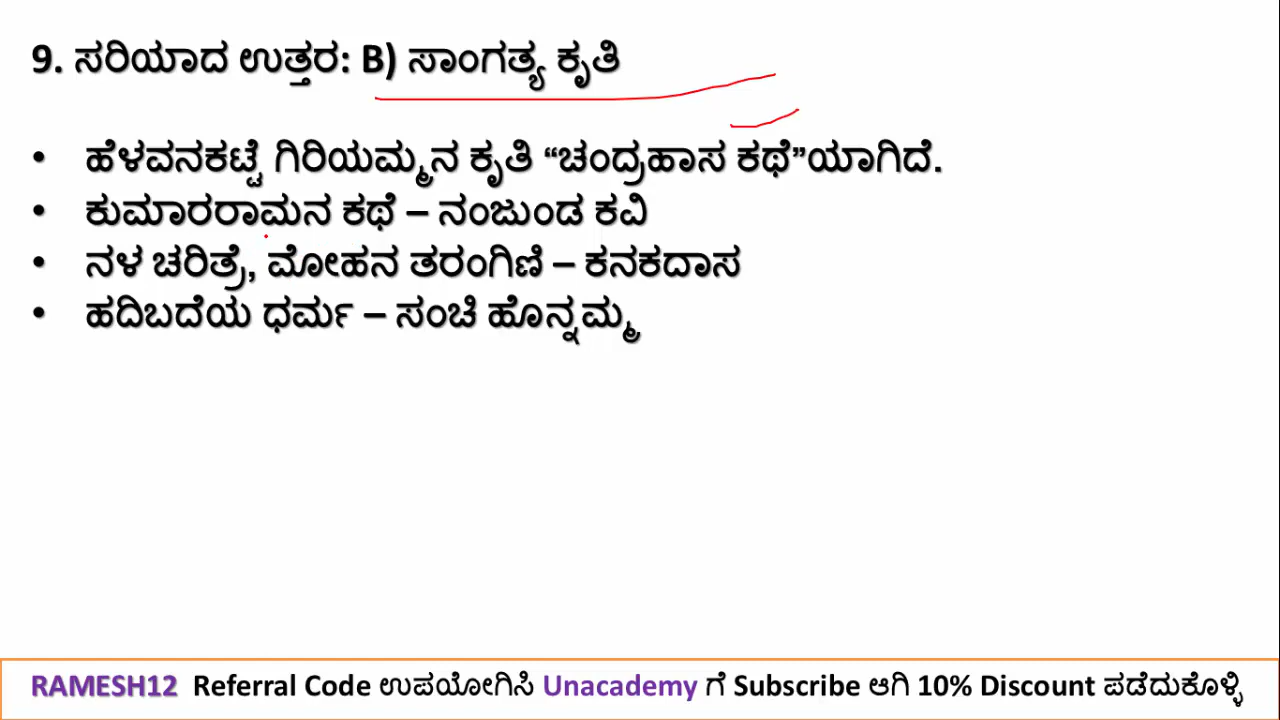 9. ಸರಿಯಾದ ಉತ್ತರ: B) ಸಾಂಗತ್ಯ ಕೃತಿ
• ಹೆಳವನಕಟ್ಟೆ ಗಿರಿಯಮ್ಮನ ಕೃತಿ “ಚಂದ್ರಹಾಸ ಕಥೆ”ಯಾಗಿದೆ.
• ಕುಮಾರರಾಮನ ಕಥೆ – ನಂಜುಂಡ ಕವಿ
• ನಳ ಚರಿತ್ರೆ, ಮೋಹನ ತರಂಗಿಣಿ – ಕನಕದಾಸ
• ಹದಿಬದೆಯ ಧರ್ಮ – ಸಂಚಿ ಹೊನ್ನಮ್ಮ
RAMESH12 Referral Code ಉಪಯೋಗಿಸಿ Unacademy ಗೆ Subscribe ಆಗಿ 10% Discount ಪಡೆದುಕೊಳ್ಳಿ